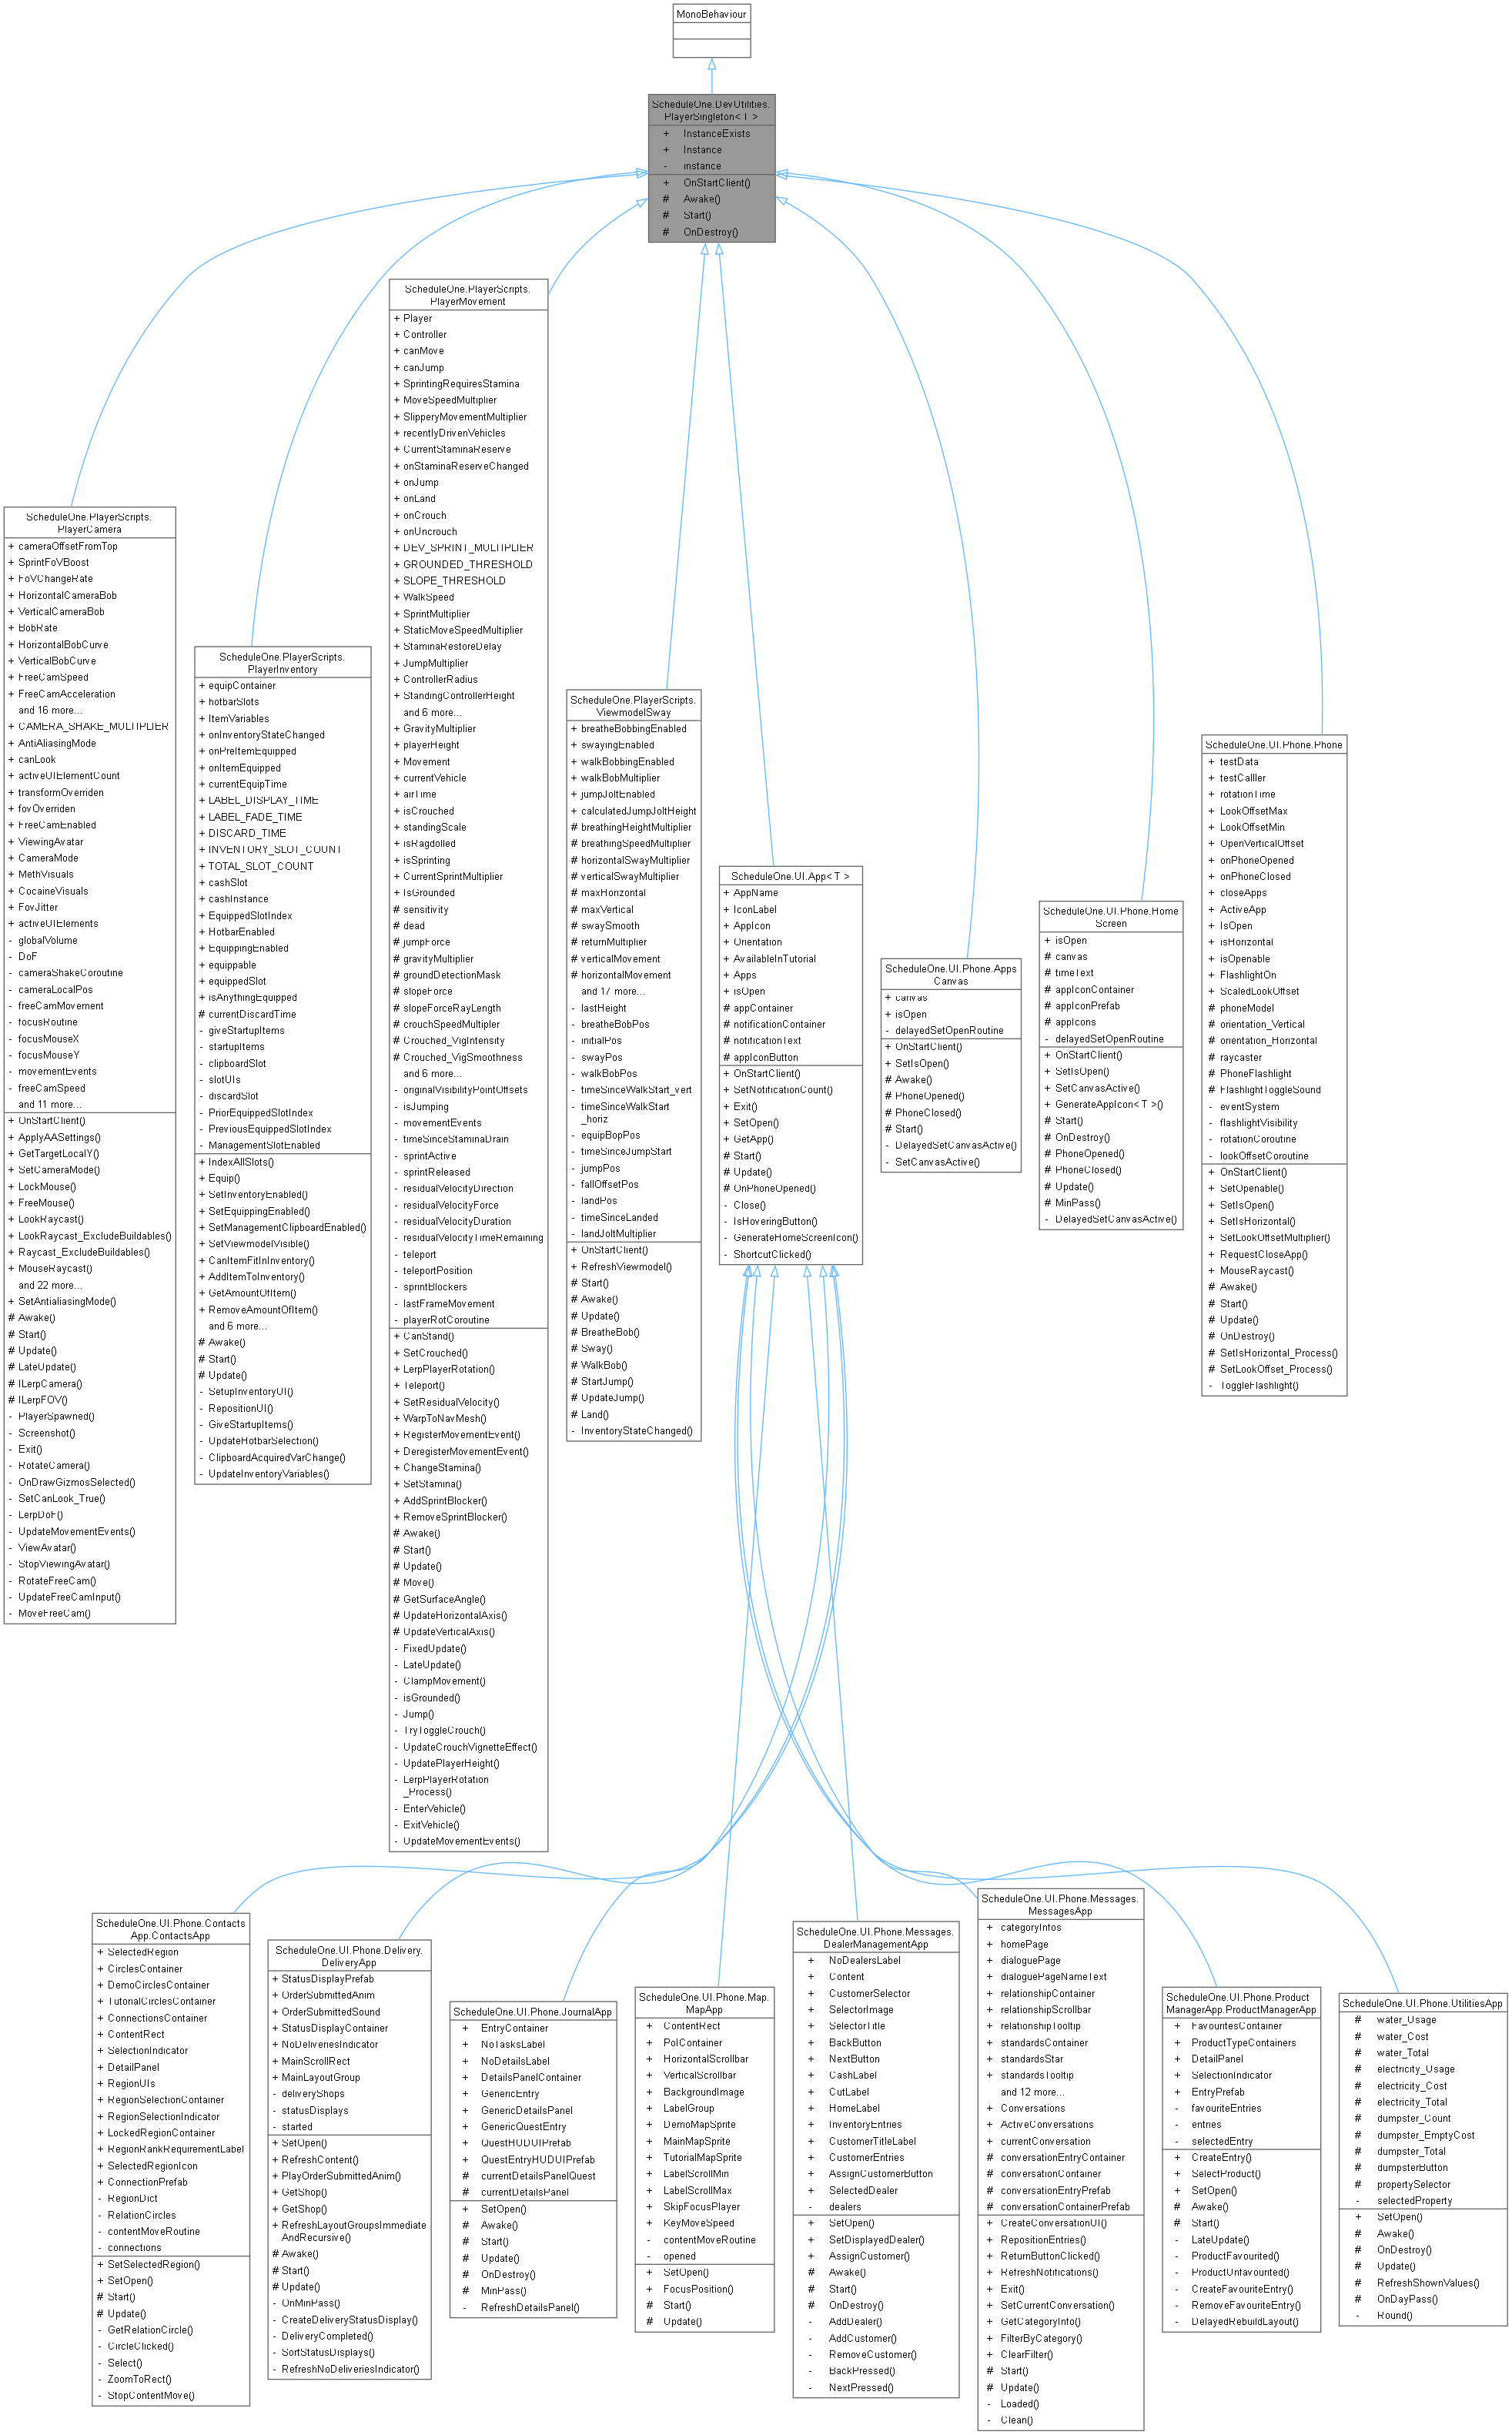 MonoBehaviour
ScheduleOne.DevUtilities.
PlayerSingleton< T >
+ InstanceExists
+ Instance
- instance
+ OnStartClient()
# Awake()
# Start()
# OnDestroy()
ScheduleOne.PlayerScripts.
PlayerCamera
+ cameraOffsetFromTop
+ SprintFoVBoost
+ FoVChangeRate
+ HorizontalCameraBob
+ VerticalCameraBob
+ BobRate
+ HorizontalBobCurve
+ VerticalBobCurve
+ FreeCamSpeed
+ FreeCamAcceleration
and 16 more...
+ CAMERA_SHAKE_MULTIPLIER
+ AntiAliasingMode
+ canLook
+ activeUIElementCount
+ transformOverriden
+ fovOverriden
+ FreeCamEnabled
+ ViewingAvatar
+ CameraMode
+ MethVisuals
+ CocaineVisuals
+ FovJitter
+ activeUIElements
- globalVolume
- DoF
- cameraShakeCoroutine
- cameraLocalPos
- freeCamMovement
- focusRoutine
- focusMouseX
- focusMouseY
- movementEvents
- freeCamSpeed
and 11 more...
+ OnStartClient()
+ ApplyAASettings()
+ GetTargetLocalY()
+ SetCameraMode()
+ LockMouse()
+ FreeMouse()
+ LookRaycast()
+ LookRaycast_ExcludeBuildables()
+ Raycast_ExcludeBuildables()
+ MouseRaycast()
and 22 more...
+ SetAntialiasingMode()
# Awake()
# Start()
# Update()
# LateUpdate()
# ILerpCamera()
# ILerpFOV()
- PlayerSpawned()
- Screenshot()
- Exit()
- RotateCamera()
- OnDrawGizmosSelected()
- SetCanLook_True()
- LerpDoF()
- UpdateMovementEvents()
- ViewAvatar()
- StopViewingAvatar()
- RotateFreeCam()
- UpdateFreeCamInput()
- MoveFreeCam()
ScheduleOne.PlayerScripts.
PlayerInventory
+ equipContainer
+ hotbarSlots
+ ItemVariables
+ onInventoryStateChanged
+ onPreItemEquipped
+ onItemEquipped
+ currentEquipTime
+ LABEL_DISPLAY_TIME
+ LABEL_FADE_TIME
+ DISCARD_TIME
+ INVENTORY_SLOT_COUNT
+ TOTAL_SLOT_COUNT
+ cashSlot
+ cashInstance
+ EquippedSlotIndex
+ HotbarEnabled
+ EquippingEnabled
+ equippable
+ equippedSlot
+ isAnythingEquipped
# currentDiscardTime
- giveStartupItems
- startupItems
- clipboardSlot
- slotUIs
- discardSlot
- PriorEquippedSlotIndex
- PreviousEquippedSlotIndex
- ManagementSlotEnabled
+ IndexAllSlots()
+ Equip()
+ SetInventoryEnabled()
+ SetEquippingEnabled()
+ SetManagementClipboardEnabled()
+ SetViewmodelVisible()
+ CanItemFitInInventory()
+ AddItemToInventory()
+ GetAmountOfItem()
+ RemoveAmountOfItem()
and 6 more...
# Awake()
# Start()
# Update()
- SetupInventoryUI()
- RepositionUI()
- GiveStartupItems()
- UpdateHotbarSelection()
- ClipboardAcquiredVarChange()
- UpdateInventoryVariables()
ScheduleOne.PlayerScripts.
PlayerMovement
+ Player
+ Controller
+ canMove
+ canJump
+ SprintingRequiresStamina
+ MoveSpeedMultiplier
+ SlipperyMovementMultiplier
+ recentlyDrivenVehicles
+ CurrentStaminaReserve
+ onStaminaReserveChanged
+ onJump
+ onLand
+ onCrouch
+ onUncrouch
+ DEV_SPRINT_MULTIPLIER
+ GROUNDED_THRESHOLD
+ SLOPE_THRESHOLD
+ WalkSpeed
+ SprintMultiplier
+ StaticMoveSpeedMultiplier
+ StaminaRestoreDelay
+ JumpMultiplier
+ ControllerRadius
+ StandingControllerHeight
and 6 more...
+ GravityMultiplier
+ playerHeight
+ Movement
+ currentVehicle
+ airTime
+ isCrouched
+ standingScale
+ isRagdolled
+ isSprinting
+ CurrentSprintMultiplier
+ IsGrounded
# sensitivity
# dead
# jumpForce
# gravityMultiplier
# groundDetectionMask
# slopeForce
# slopeForceRayLength
# crouchSpeedMultipler
# Crouched_VigIntensity
# Crouched_VigSmoothness
and 6 more...
- originalVisibilityPointOffsets
- isJumping
- movementEvents
- timeSinceStaminaDrain
- sprintActive
- sprintReleased
- residualVelocityDirection
- residualVelocityForce
- residualVelocityDuration
- residualVelocityTimeRemaining
- teleport
- teleportPosition
- sprintBlockers
- lastFrameMovement
- playerRotCoroutine
+ CanStand()
+ SetCrouched()
+ LerpPlayerRotation()
+ Teleport()
+ SetResidualVelocity()
+ WarpToNavMesh()
+ RegisterMovementEvent()
+ DeregisterMovementEvent()
+ ChangeStamina()
+ SetStamina()
+ AddSprintBlocker()
+ RemoveSprintBlocker()
# Awake()
# Start()
# Update()
# Move()
# GetSurfaceAngle()
# UpdateHorizontalAxis()
# UpdateVerticalAxis()
- FixedUpdate()
- LateUpdate()
- ClampMovement()
- isGrounded()
- Jump()
- TryToggleCrouch()
- UpdateCrouchVignetteEffect()
- UpdatePlayerHeight()
- LerpPlayerRotation
_Process()
- EnterVehicle()
- ExitVehicle()
- UpdateMovementEvents()
ScheduleOne.PlayerScripts.
ViewmodelSway
+ breatheBobbingEnabled
+ swayingEnabled
+ walkBobbingEnabled
+ walkBobMultiplier
+ jumpJoltEnabled
+ calculatedJumpJoltHeight
# breathingHeightMultiplier
# breathingSpeedMultiplier
# horizontalSwayMultiplier
# verticalSwayMultiplier
# maxHorizontal
# maxVertical
# swaySmooth
# returnMultiplier
# verticalMovement
# horizontalMovement
and 17 more...
- lastHeight
- breatheBobPos
- initialPos
- swayPos
- walkBobPos
- timeSinceWalkStart_vert
- timeSinceWalkStart
_horiz
- equipBopPos
- timeSinceJumpStart
- jumpPos
- fallOffsetPos
- landPos
- timeSinceLanded
- landJoltMultiplier
+ OnStartClient()
+ RefreshViewmodel()
# Start()
# Awake()
# Update()
# BreatheBob()
# Sway()
# WalkBob()
# StartJump()
# UpdateJump()
# Land()
- InventoryStateChanged()
ScheduleOne.UI.App< T >
+ AppName
+ IconLabel
+ AppIcon
+ Orientation
+ AvailableInTutorial
+ Apps
+ isOpen
# appContainer
# notificationContainer
# notificationText
# appIconButton
+ OnStartClient()
+ SetNotificationCount()
+ Exit()
+ SetOpen()
+ GetApp()
# Start()
# Update()
# OnPhoneOpened()
- Close()
- IsHoveringButton()
- GenerateHomeScreenIcon()
- ShortcutClicked()
ScheduleOne.UI.Phone.Apps
Canvas
+ canvas
+ isOpen
- delayedSetOpenRoutine
+ OnStartClient()
+ SetIsOpen()
# Awake()
# PhoneOpened()
# PhoneClosed()
# Start()
- DelayedSetCanvasActive()
- SetCanvasActive()
ScheduleOne.UI.Phone.Home
Screen
+ isOpen
# canvas
# timeText
# appIconContainer
# appIconPrefab
# appIcons
- delayedSetOpenRoutine
+ OnStartClient()
+ SetIsOpen()
+ SetCanvasActive()
+ GenerateAppIcon< T >()
# Start()
# OnDestroy()
# PhoneOpened()
# PhoneClosed()
# Update()
# MinPass()
- DelayedSetCanvasActive()
ScheduleOne.UI.Phone.Phone
+ testData
+ testCalller
+ rotationTime
+ LookOffsetMax
+ LookOffsetMin
+ OpenVerticalOffset
+ onPhoneOpened
+ onPhoneClosed
+ closeApps
+ ActiveApp
+ IsOpen
+ isHorizontal
+ isOpenable
+ FlashlightOn
+ ScaledLookOffset
# phoneModel
# orientation_Vertical
# orientation_Horizontal
# raycaster
# PhoneFlashlight
# FlashlightToggleSound
- eventSystem
- flashlightVisibility
- rotationCoroutine
- lookOffsetCoroutine
+ OnStartClient()
+ SetOpenable()
+ SetIsOpen()
+ SetIsHorizontal()
+ SetLookOffsetMultiplier()
+ RequestCloseApp()
+ MouseRaycast()
# Awake()
# Start()
# Update()
# OnDestroy()
# SetIsHorizontal_Process()
# SetLookOffset_Process()
- ToggleFlashlight()
ScheduleOne.UI.Phone.Contacts
App.ContactsApp
+ SelectedRegion
+ CirclesContainer
+ DemoCirclesContainer
+ TutorialCirclesContainer
+ ConnectionsContainer
+ ContentRect
+ SelectionIndicator
+ DetailPanel
+ RegionUIs
+ RegionSelectionContainer
+ RegionSelectionIndicator
+ LockedRegionContainer
+ RegionRankRequirementLabel
+ SelectedRegionIcon
+ ConnectionPrefab
- RegionDict
- RelationCircles
- contentMoveRoutine
- connections
+ SetSelectedRegion()
+ SetOpen()
# Start()
# Update()
- GetRelationCircle()
- CircleClicked()
- Select()
- ZoomToRect()
- StopContentMove()
ScheduleOne.UI.Phone.Delivery.
DeliveryApp
+ StatusDisplayPrefab
+ OrderSubmittedAnim
+ OrderSubmittedSound
+ StatusDisplayContainer
+ NoDeliveriesIndicator
+ MainScrollRect
+ MainLayoutGroup
- deliveryShops
- statusDisplays
- started
+ SetOpen()
+ RefreshContent()
+ PlayOrderSubmittedAnim()
+ GetShop()
+ GetShop()
+ RefreshLayoutGroupsImmediate
AndRecursive()
# Awake()
# Start()
# Update()
- OnMinPass()
- CreateDeliveryStatusDisplay()
- DeliveryCompleted()
- SortStatusDisplays()
- RefreshNoDeliveriesIndicator()
ScheduleOne.UI.Phone.JournalApp
+ EntryContainer
+ NoTasksLabel
+ NoDetailsLabel
+ DetailsPanelContainer
+ GenericEntry
+ GenericDetailsPanel
+ GenericQuestEntry
+ QuestHUDUIPrefab
+ QuestEntryHUDUIPrefab
# currentDetailsPanelQuest
# currentDetailsPanel
+ SetOpen()
# Awake()
# Start()
# Update()
# OnDestroy()
# MinPass()
- RefreshDetailsPanel()
ScheduleOne.UI.Phone.Map.
MapApp
+ ContentRect
+ PoIContainer
+ HorizontalScrollbar
+ VerticalScrollbar
+ BackgroundImage
+ LabelGroup
+ DemoMapSprite
+ MainMapSprite
+ TutorialMapSprite
+ LabelScrollMin
+ LabelScrollMax
+ SkipFocusPlayer
+ KeyMoveSpeed
- contentMoveRoutine
- opened
+ SetOpen()
+ FocusPosition()
# Start()
# Update()
ScheduleOne.UI.Phone.Messages.
DealerManagementApp
+ NoDealersLabel
+ Content
+ CustomerSelector
+ SelectorImage
+ SelectorTitle
+ BackButton
+ NextButton
+ CashLabel
+ CutLabel
+ HomeLabel
+ InventoryEntries
+ CustomerTitleLabel
+ CustomerEntries
+ AssignCustomerButton
+ SelectedDealer
- dealers
+ SetOpen()
+ SetDisplayedDealer()
+ AssignCustomer()
# Awake()
# Start()
# OnDestroy()
- AddDealer()
- AddCustomer()
- RemoveCustomer()
- BackPressed()
- NextPressed()
ScheduleOne.UI.Phone.Messages.
MessagesApp
+ categoryInfos
+ homePage
+ dialoguePage
+ dialoguePageNameText
+ relationshipContainer
+ relationshipScrollbar
+ relationshipTooltip
+ standardsContainer
+ standardsStar
+ standardsTooltip
and 12 more...
+ Conversations
+ ActiveConversations
+ currentConversation
# conversationEntryContainer
# conversationContainer
# conversationEntryPrefab
# conversationContainerPrefab
+ CreateConversationUI()
+ RepositionEntries()
+ ReturnButtonClicked()
+ RefreshNotifications()
+ Exit()
+ SetCurrentConversation()
+ GetCategoryInfo()
+ FilterByCategory()
+ ClearFilter()
# Start()
# Update()
- Loaded()
- Clean()
ScheduleOne.UI.Phone.Product
ManagerApp.ProductManagerApp
+ FavouritesContainer
+ ProductTypeContainers
+ DetailPanel
+ SelectionIndicator
+ EntryPrefab
- favouriteEntries
- entries
- selectedEntry
+ CreateEntry()
+ SelectProduct()
+ SetOpen()
# Awake()
# Start()
- LateUpdate()
- ProductFavourited()
- ProductUnfavourited()
- CreateFavouriteEntry()
- RemoveFavouriteEntry()
- DelayedRebuildLayout()
ScheduleOne.UI.Phone.UtilitiesApp
# water_Usage
# water_Cost
# water_Total
# electricity_Usage
# electricity_Cost
# electricity_Total
# dumpster_Count
# dumpster_EmptyCost
# dumpster_Total
# dumpsterButton
# propertySelector
- selectedProperty
+ SetOpen()
# Awake()
# OnDestroy()
# Update()
# RefreshShownValues()
# OnDayPass()
- Round()